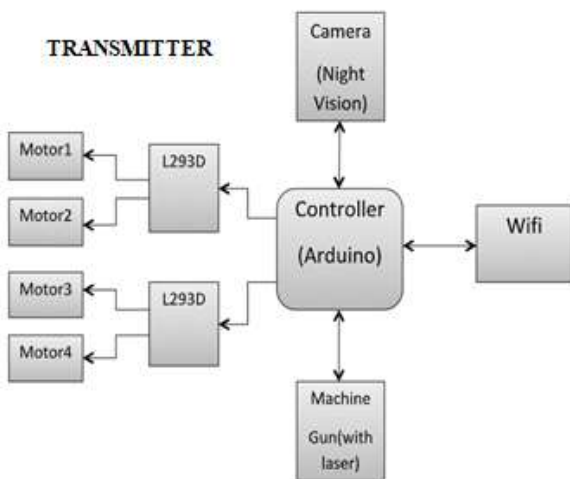 TRANSMITTER
Camera
(Night
Vision)
Motor1
L293D
Motor2
Controller
(Arduino)
Wifi
Motor3
L293D
Motor4
Machine
Gun(with
laser)